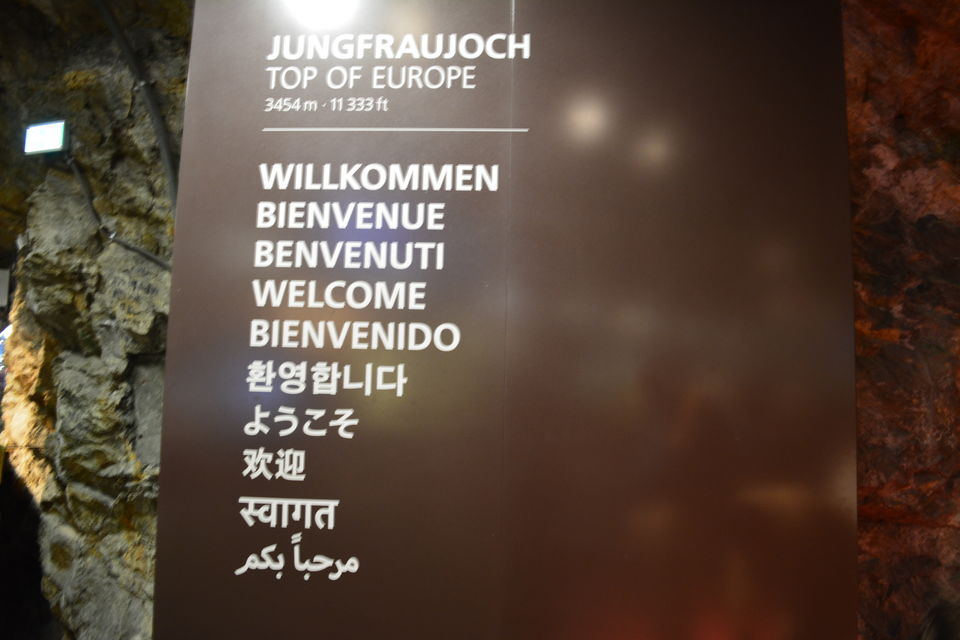 JUNGFRAUJOCH
TOP OF EUROPE
3454 m · 11 333 ft
WILLKOMMEN
BIENVENUE
BENVENUTI
WELCOME
BIENVENIDO
환영합니다
ようこそ
欢迎
स्वागत
مرحباً بكم